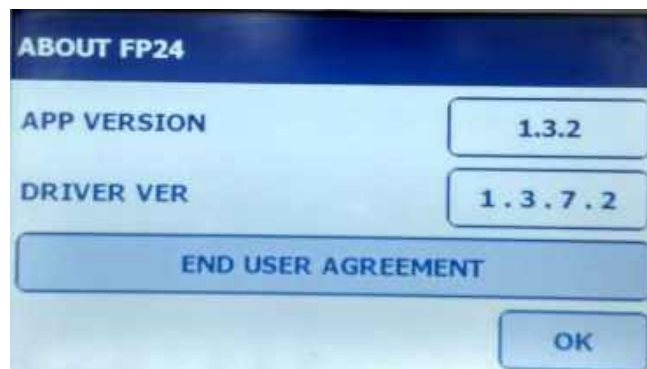 ABOUT FP24
APP VERSION 1.3.2
DRIVER VER 1.3.7.2
END USER AGREEMENT
OK